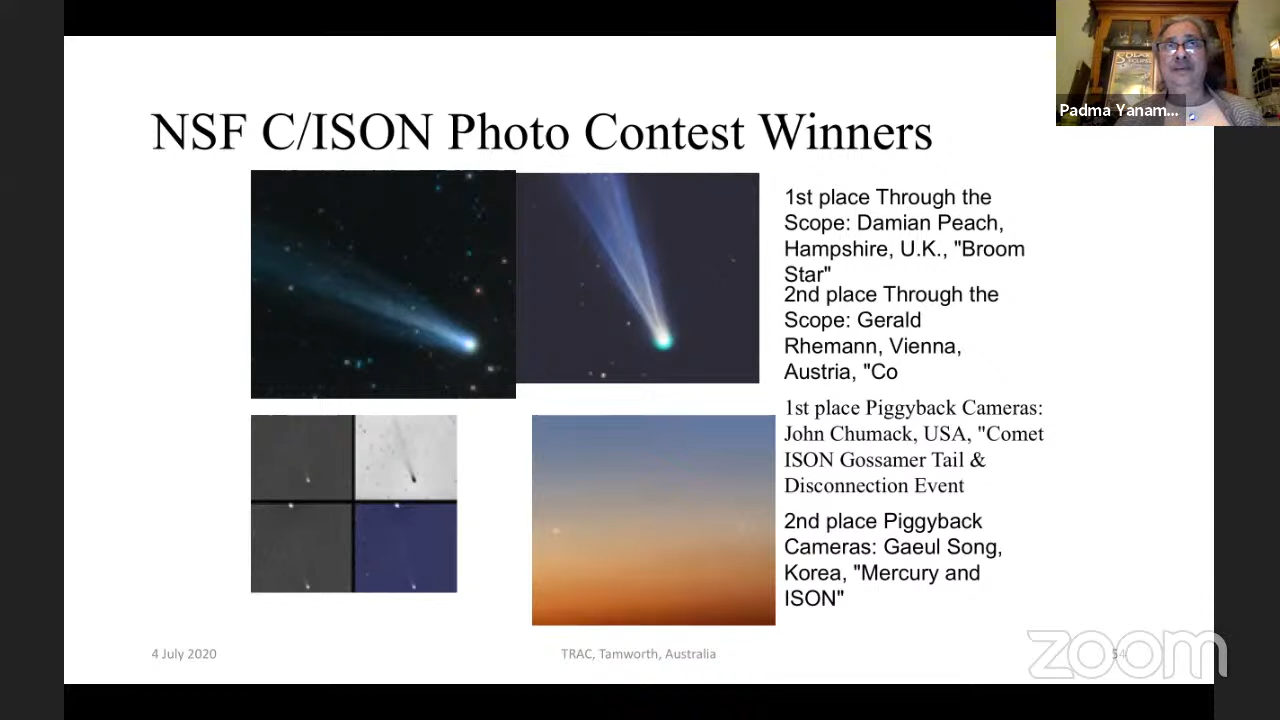 NSF C/ISON Photo Contest Winners
Padma Yanam...
SOLAR
ECLIPSE
1st place Through the
Scope: Damian Peach,
Hampshire, U.K., "Broom
Star"
2nd place Through the
Scope: Gerald
Rhemann, Vienna,
Austria, "Co
1st place Piggyback Cameras:
John Chumack, USA, "Comet
ISON Gossamer Tail &
Disconnection Event
2nd place Piggyback
Cameras: Gaeul Song,
Korea, "Mercury and
ISON"
4 July 2020
TRAC, Tamworth, Australia
54
zoom